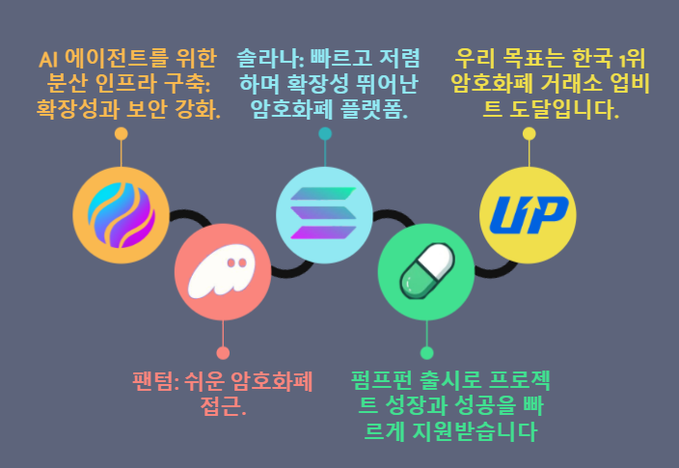 AI 에이전트를 위한
분산 인프라 구축:
확장성과 보안 강화.
솔라나: 빠르고 저렴
하며 확장성 뛰어난
암호화폐 플랫폼.
우리 목표는 한국 1위
암호화폐 거래소 업비
트 도달입니다.
UP
팬텀: 쉬운 암호화폐
접근.
펌프펀 출시로 프로젝
트 성장과 성공을 빠
르게 지원받습니다